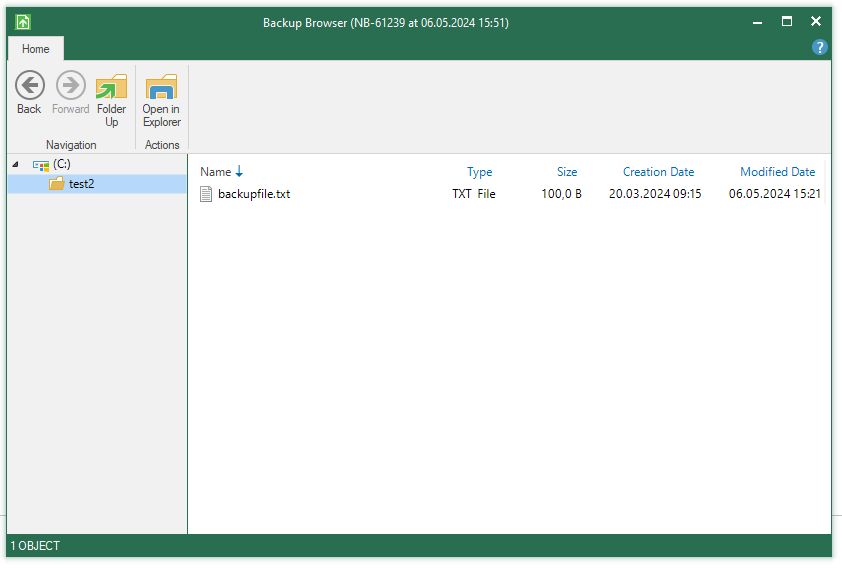 Backup Browser (NB-61239 at 06.05.2024 15:51)
Home
?
Back Forward Folder Up Open in Explorer
Navigation Actions
(C:)
test2
Name Type Size Creation Date Modified Date
backupfile.txt TXT File 100,0 B 20.03.2024 09:15 06.05.2024 15:21
1 OBJECT